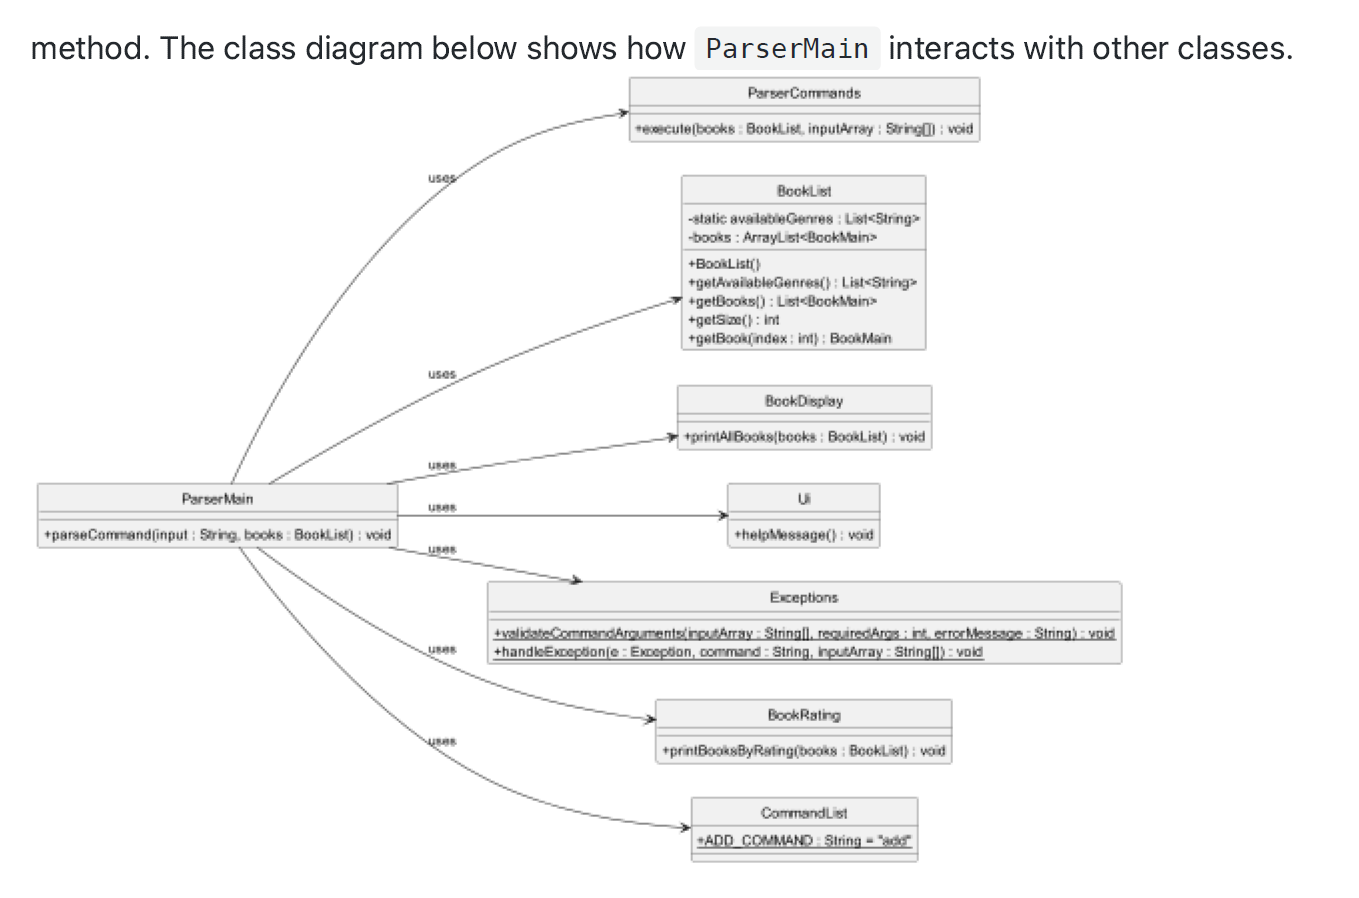 method. The class diagram below shows how ParserMain interacts with other classes.
ParserCommands
+execute(books : BookList, inputArray : String[]) : void
uses
BookList
-static availableGenres : List<String>
-books : ArrayList<BookMain>
+BookList()
+getAvailableGenres() : List<String>
+getBooks() : List<BookMain>
+getSize() : int
+getBook(index : int) : BookMain
uses
BookDisplay
+printAllBooks(books : BookList) : void
uses
ParserMain
+parseCommand(input : String, books : BookList) : void
uses
Ui
+helpMessage() : void
uses
Exceptions
+validateCommandArguments(inputArray : String[], requiredArgs : int, errorMessage : String) : void
+handleException(e : Exception, command : String, inputArray : String[]) : void
uses
BookRating
+printBooksByRating(books : BookList) : void
uses
CommandList
+ADD_COMMAND : String = "add"